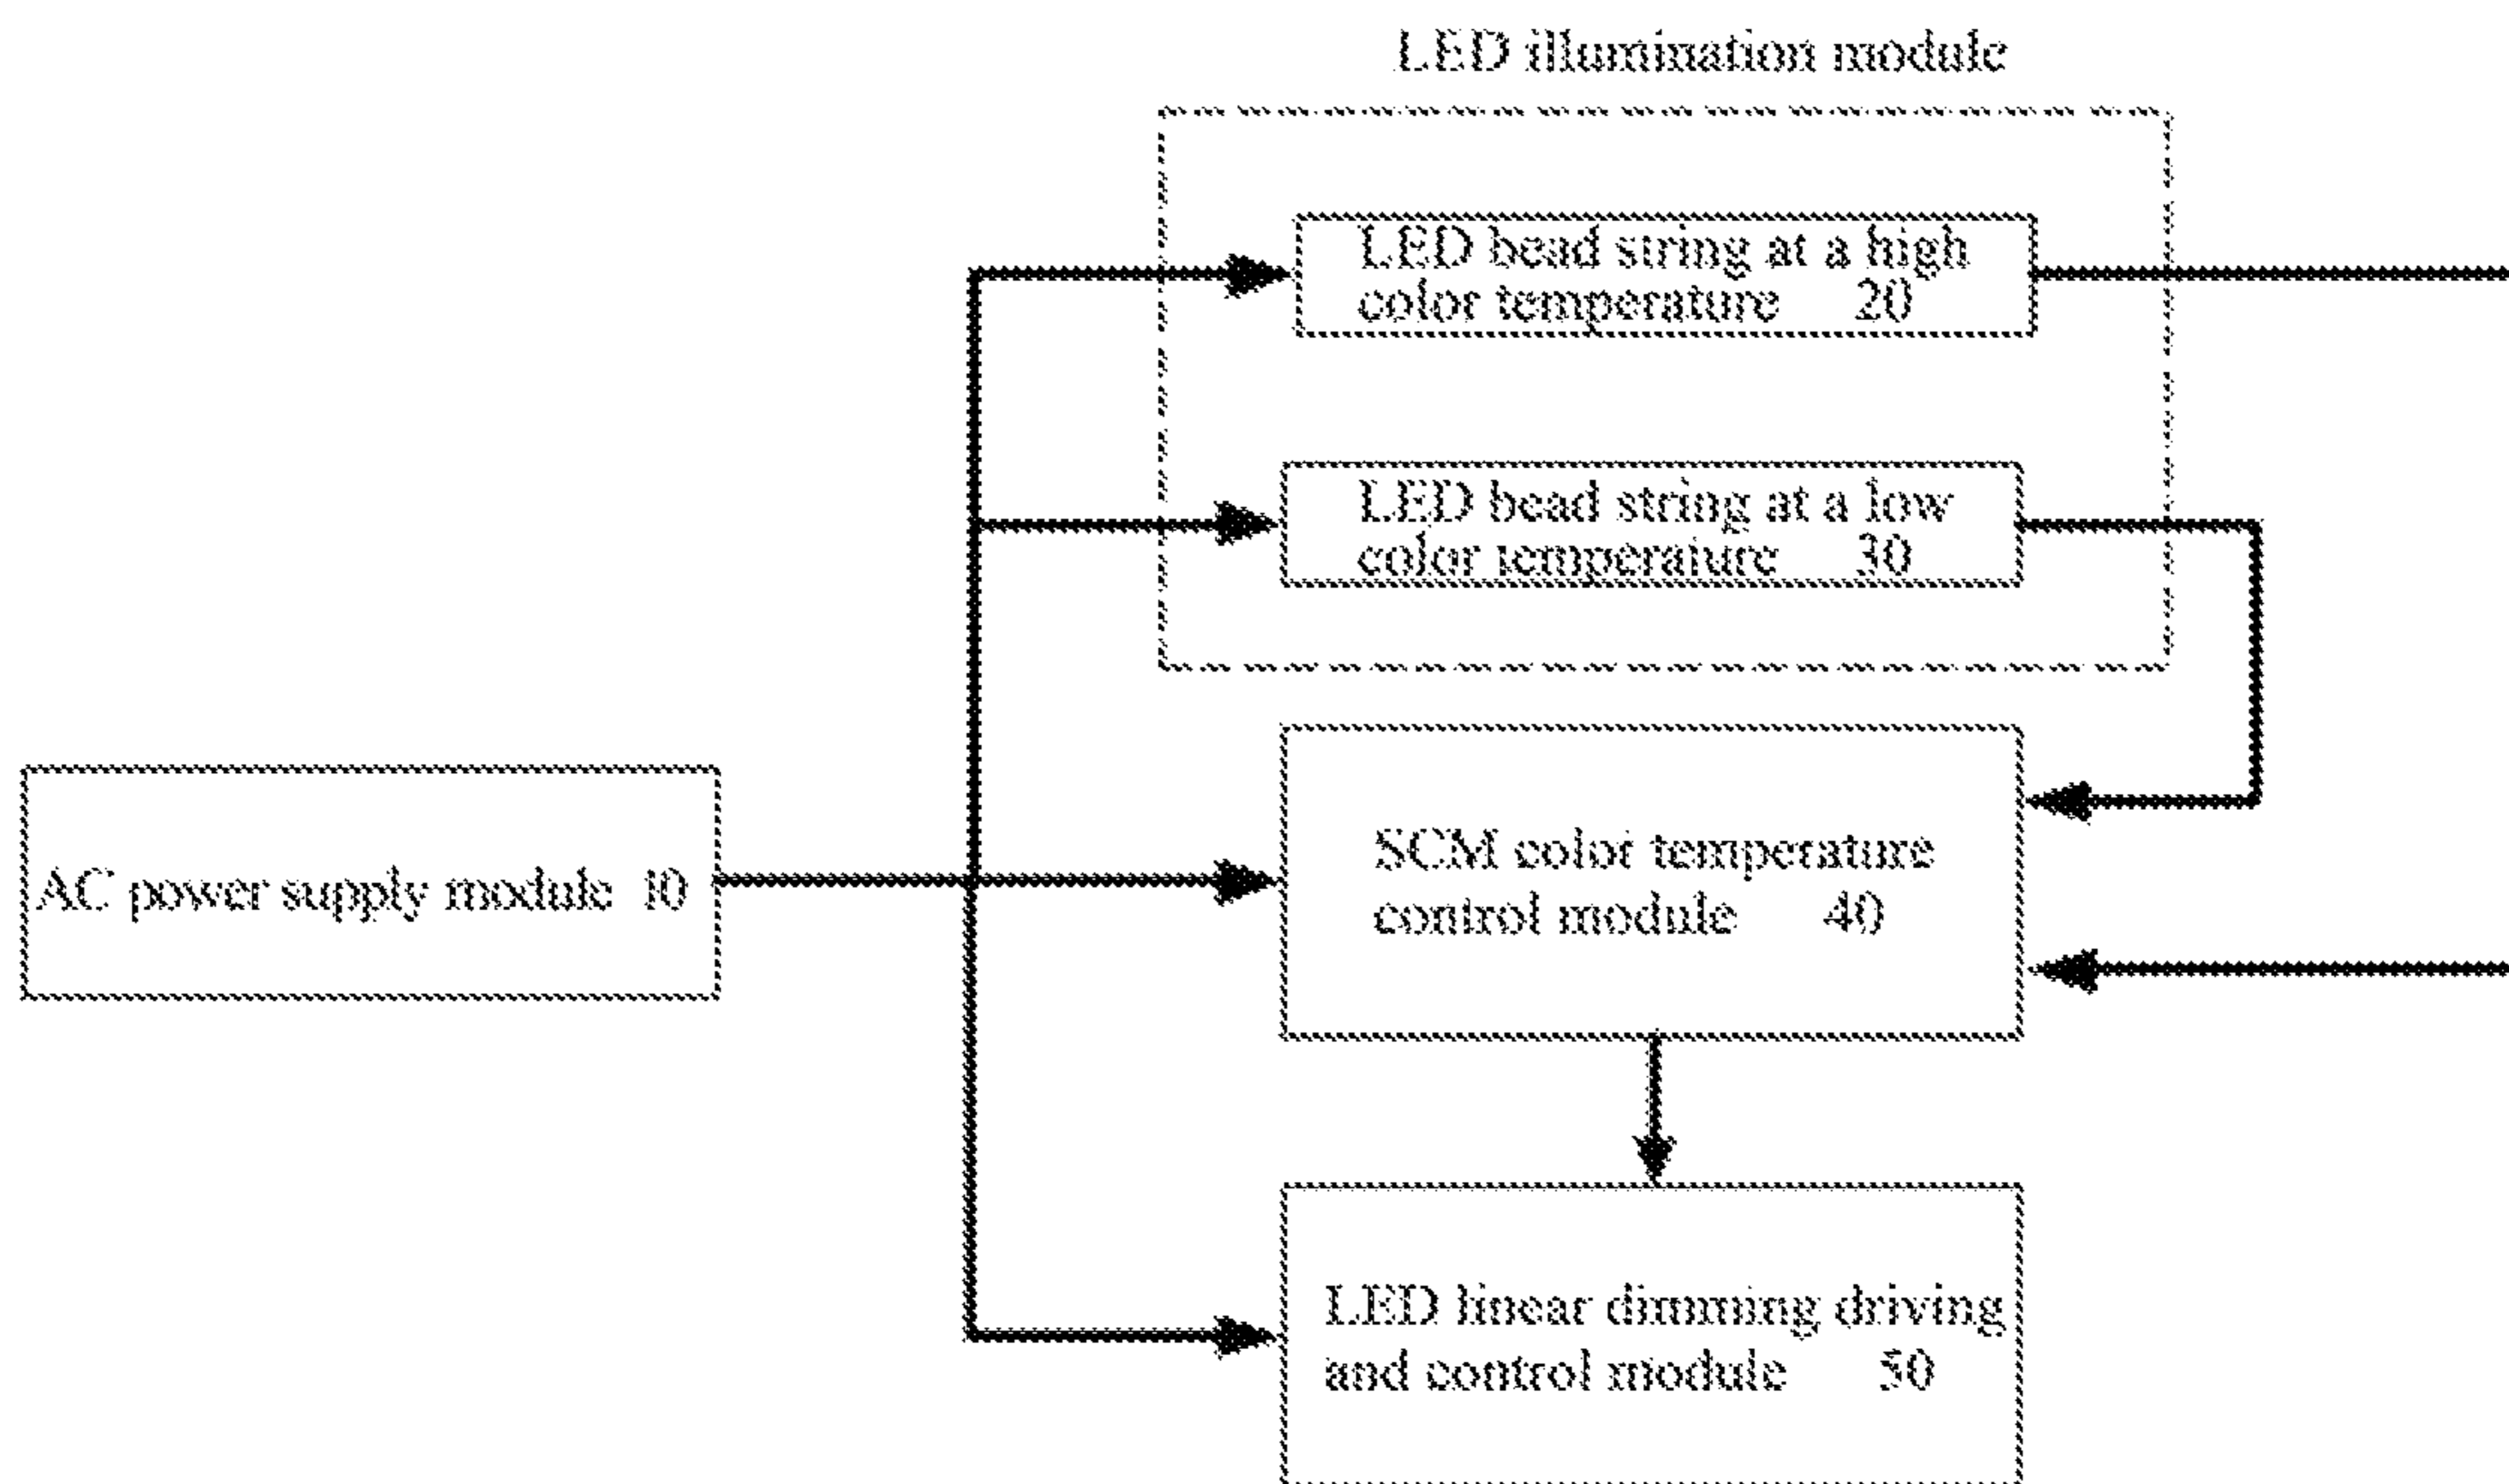 LED illumination module
LED bead string at a high
color temperature 20
LED bead string at a low
color temperature 30
AC power supply module 10
SCM color temperature
control module 40
LED linear dimming driving
and control module 50